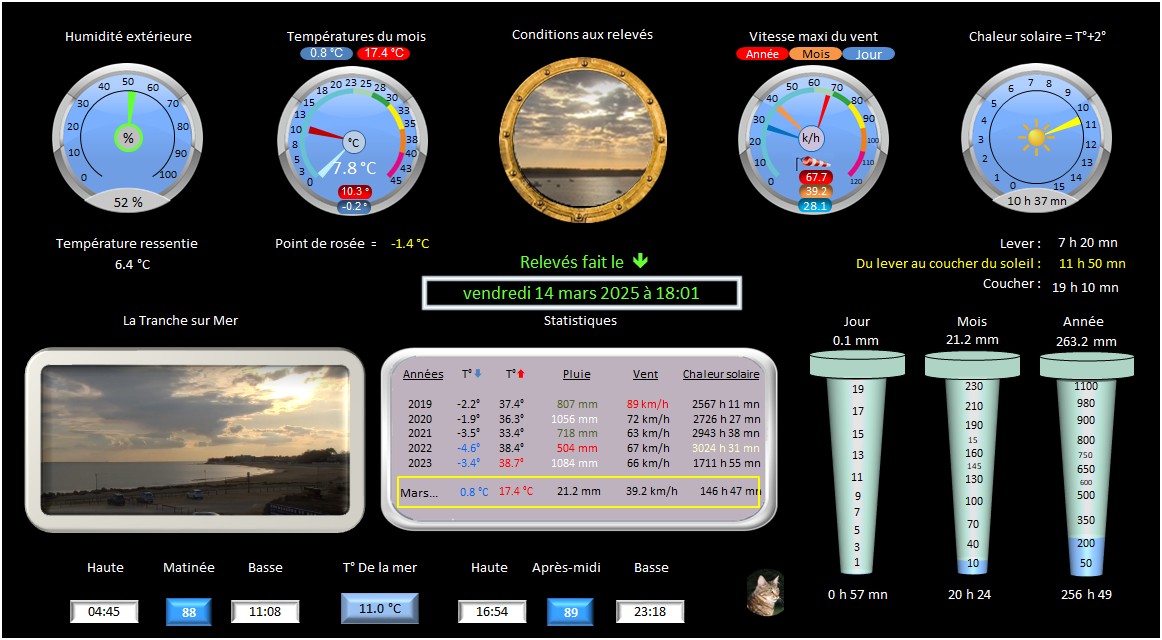 Humidité extérieure
Températures du mois
Conditions aux relevés
Vitesse maxi du vent
Chaleur solaire = T°+2°
0.8 °C 17.4 °C
Année Mois Jour
0 10 20 30 40 50 60 70 80 90 100
%
52 %
0 3 5 8 10 13 15 18 20 23 25 28 30 33 35 38 40 43 45
°C
7.8 °C
10.3 °
-0.2 °
0 10 20 30 40 50 60 70 80 90 100 110 120
k/h
67.7
39.2
28.1
0 1 2 3 4 5 6 7 8 9 10 11 12 13 14 15
10 h 37 mn
Température ressentie
6.4 °C
Point de rosée = -1.4 °C
Lever : 7 h 20 mn
Du lever au coucher du soleil : 11 h 50 mn
Coucher : 19 h 10 mn
Relevés fait le
vendredi 14 mars 2025 à 18:01
La Tranche sur Mer
Statistiques
Années T° T° Pluie Vent Chaleur solaire
2019 -2.2° 37.4° 807 mm 89 km/h 2567 h 11 mn
2020 -1.9° 36.3° 1056 mm 72 km/h 2726 h 27 mn
2021 -3.5° 33.4° 718 mm 63 km/h 2943 h 38 mn
2022 -4.6° 38.4° 504 mm 67 km/h 3024 h 31 mn
2023 -3.4° 38.7° 1084 mm 66 km/h 1711 h 55 mn
Mars... 0.8 °C 17.4 °C 21.2 mm 39.2 km/h 146 h 47 mn
Jour
0.1 mm
19
17
15
13
11
9
7
5
3
1
0 h 57 mn
Mois
21.2 mm
230
210
190
15
160
145
130
100
70
40
10
20 h 24
Année
263.2 mm
1100
980
900
800
750
650
600
500
350
200
50
256 h 49
Haute Matinée Basse T° De la mer Haute Après-midi Basse
04:45 88 11:08 11.0 °C 16:54 89 23:18